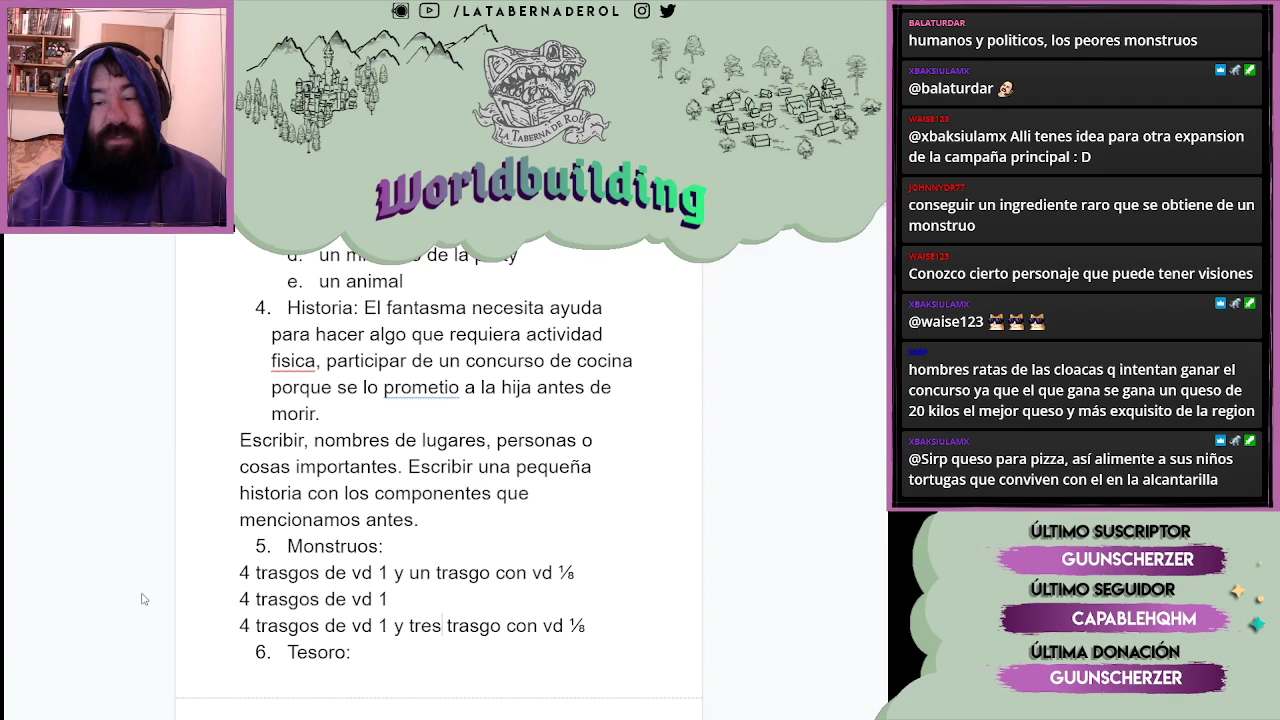 /LATABERNADEROL
LA TABERNA DE ROL
Worldbuilding
e. un animal
4. Historia: El fantasma necesita ayuda
para hacer algo que requiera actividad
fisica, participar de un concurso de cocina
porque se lo prometio a la hija antes de
morir.
Escribir, nombres de lugares, personas o
cosas importantes. Escribir una pequeña
historia con los componentes que
mencionamos antes.
5. Monstruos:
4 trasgos de vd 1 y un trasgo con vd ⅛
4 trasgos de vd 1
4 trasgos de vd 1 y tres trasgo con vd ⅛
6. Tesoro:
BALATURDAR
humanos y politicos, los peores monstruos
XBAKSIULAMX
@balaturdar
WAISE123
@xbaksiulamx Alli tenes idea para otra expansion
de la campaña principal : D
JOHNNYDR77
conseguir un ingrediente raro que se obtiene de un
monstruo
WAISE123
Conozco cierto personaje que puede tener visiones
XBAKSIULAMX
@waise123
SIRP
hombres ratas de las cloacas q intentan ganar el
concurso ya que el que gana se gana un queso de
20 kilos el mejor queso y más exquisito de la region
XBAKSIULAMX
@Sirp queso para pizza, así alimente a sus niños
tortugas que conviven con el en la alcantarilla
ÚLTIMO SUSCRIPTOR
GUUNSCHERZER
ÚLTIMO SEGUIDOR
CAPABLEHQHM
ÚLTIMA DONACIÓN
GUUNSCHERZER